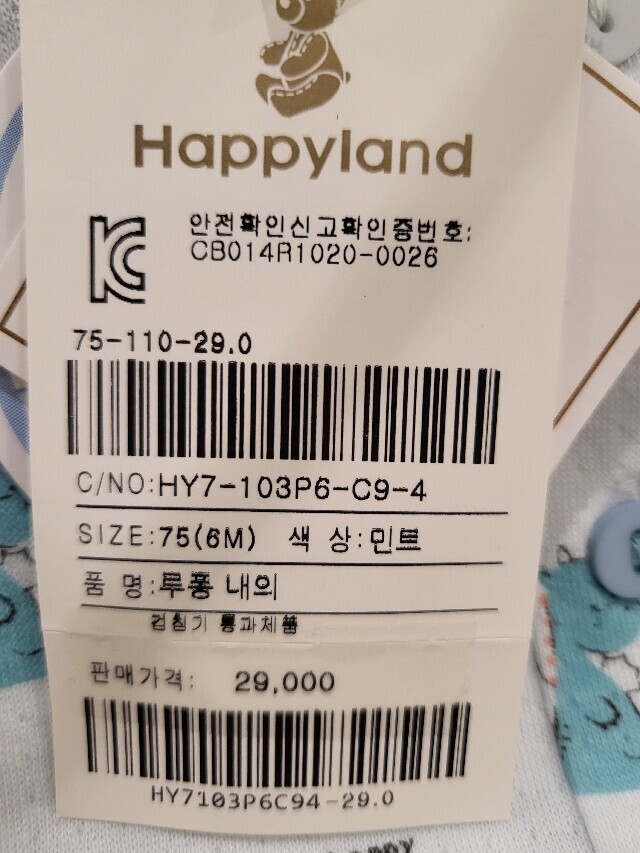 Happyland
안전확인신고확인증번호:
CB014R1020-0026
75-110-29.0
C/NO:HY7-103P6-C9-4
SIZE:75(6M) 색 상:민트
품 명:루퐁 내의
검침기 통과제품
판매가격: 29,000
HY7103P6C94-29.0